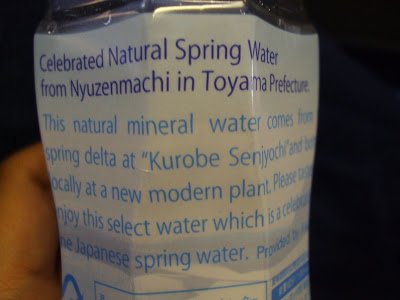 Celebrated Natural Spring Water
from Nyuzenmachi in Toyama Prefecture.
This natural mineral water comes from
spring delta at "Kurobe Senjyochi"and
locally at a new modern plant. Please
enjoy this select water which is a
Japanese spring water. Provided by